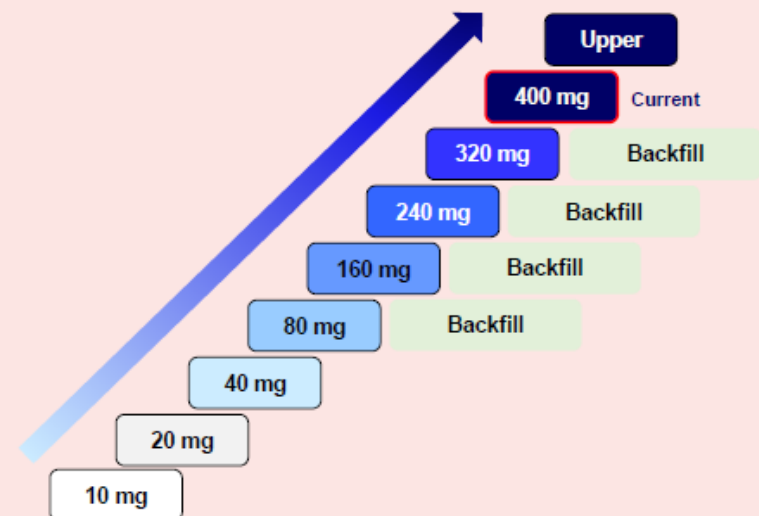 Upper
400 mg Current
320 mg Backfill
240 mg Backfill
160 mg Backfill
80 mg Backfill
40 mg
20 mg
10 mg